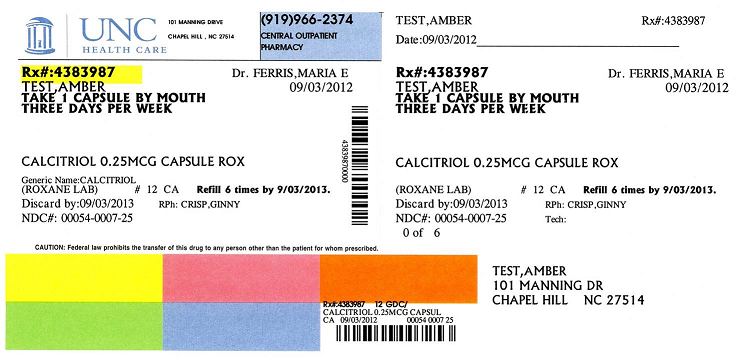 UNC
HEALTH CARE
101 MANNING DRIVE
CHAPEL HILL, NC 27514
(919)966-2374
CENTRAL OUTPATIENT
PHARMACY
Rx#:4383987
Dr. FERRIS,MARIA E
TEST,AMBER
09/03/2012
TAKE 1 CAPSULE BY MOUTH
THREE DAYS PER WEEK
43839870000
CALCITRIOL 0.25MCG CAPSULE ROX
Generic Name:CALCITRIOL
(ROXANE LAB) # 12 CA Refill 6 times by 9/03/2013.
Discard by:09/03/2013 RPh: CRISP,GINNY
NDC#: 00054-0007-25
CAUTION: Federal law prohibits the transfer of this drug to any person other than the patient for whom prescribed.
TEST,AMBER Rx#:4383987
Date:09/03/2012
Rx#:4383987
Dr. FERRIS,MARIA E
TEST,AMBER
09/03/2012
TAKE 1 CAPSULE BY MOUTH
THREE DAYS PER WEEK
CALCITRIOL 0.25MCG CAPSULE ROX
(ROXANE LAB) # 12 CA Refill 6 times by 9/03/2013.
Discard by:09/03/2013 RPh: CRISP,GINNY
NDC#: 00054-0007-25 Tech:
0 of 6
Rx#:4383987 12 GDC/
CALCITRIOL 0.25MCG CAPSUL
CA 09/03/2012 00054 0007 25
TEST,AMBER
101 MANNING DR
CHAPEL HILL NC 27514